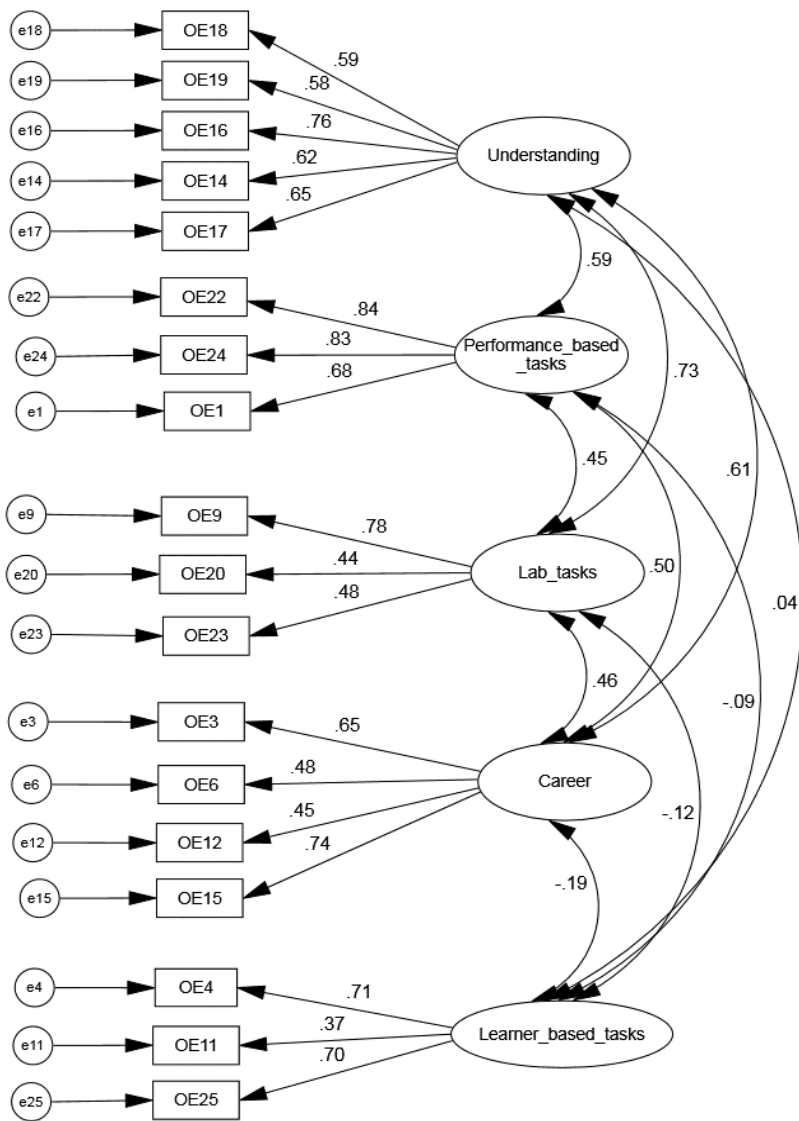 e18 OE18 .59
e19 OE19 .58
e16 OE16 .76
e14 OE14 .62
e17 OE17 .65
Understanding
.59
e22 OE22 .84
e24 OE24 .83
e1 OE1 .68
Performance_based
_tasks
.73
.45
.61
e9 OE9 .78
e20 OE20 .44
e23 OE23 .48
Lab_tasks
.50
.04
.46
-.09
e3 OE3 .65
e6 OE6 .48
e12 OE12 .45
e15 OE15 .74
Career
-.12
-.19
e4 OE4 .71
e11 OE11 .37
e25 OE25 .70
Learner_based_tasks